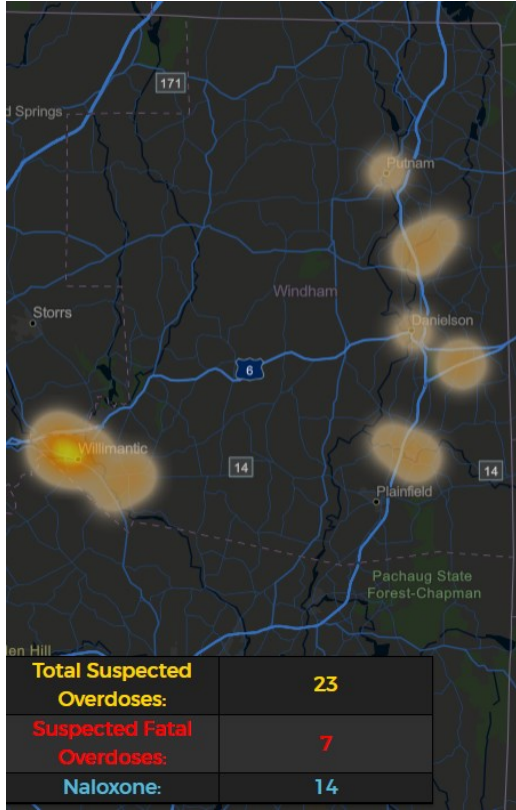 171
d Springs
Putnam
Windham
Storrs
Danielson
6
Willimantic
14
14
Plainfield
Pachaug State
Forest-Chapman
len Hill
Total Suspected
Overdoses:
23
Suspected Fatal
Overdoses:
7
Naloxone:
14